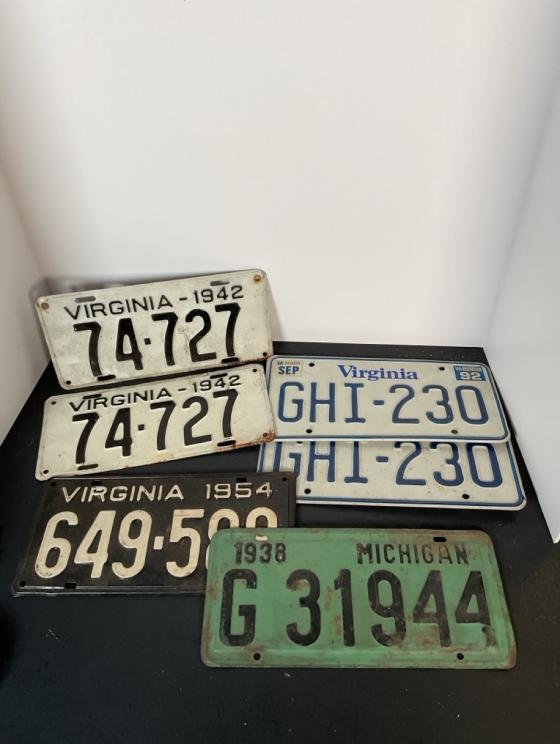 VIRGINIA - 1942
74·727
VIRGINIA - 1942
74·727
SEP Virginia 92
GHI-230
GHI-230
VIRGINIA 1954
1938 MICHIGAN
G 31944